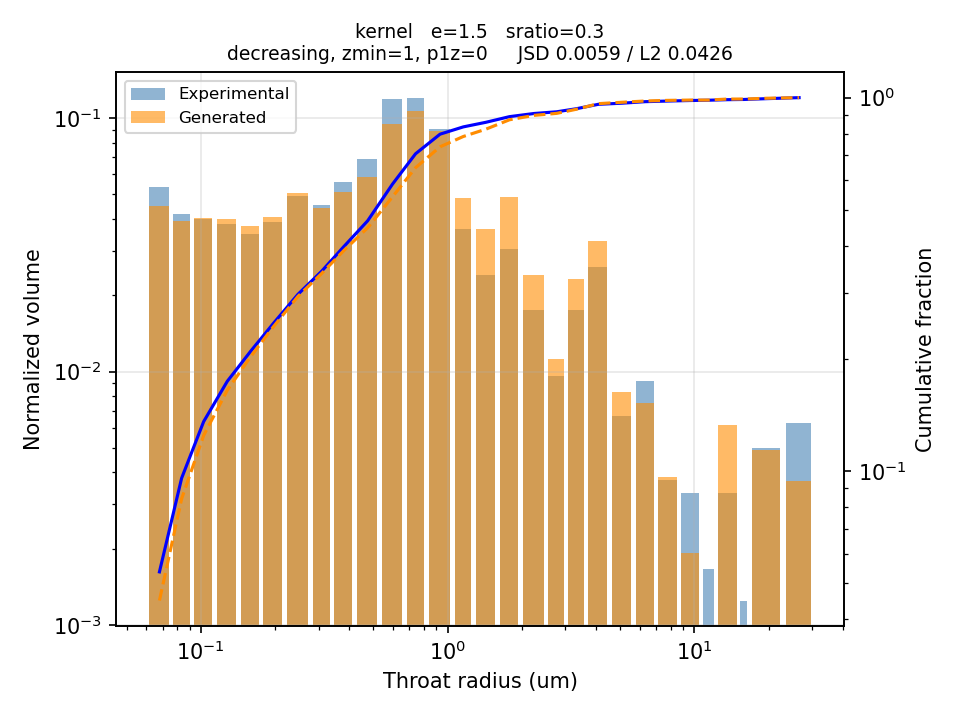 kernel   e=1.5   sratio=0.3
decreasing, zmin=1, p1z=0     JSD 0.0059 / L2 0.0426
Experimental
Generated
Normalized volume
10⁻¹
10⁻²
10⁻³
10⁰
10⁻¹
Cumulative fraction
10⁻¹
10⁰
10¹
Throat radius (um)